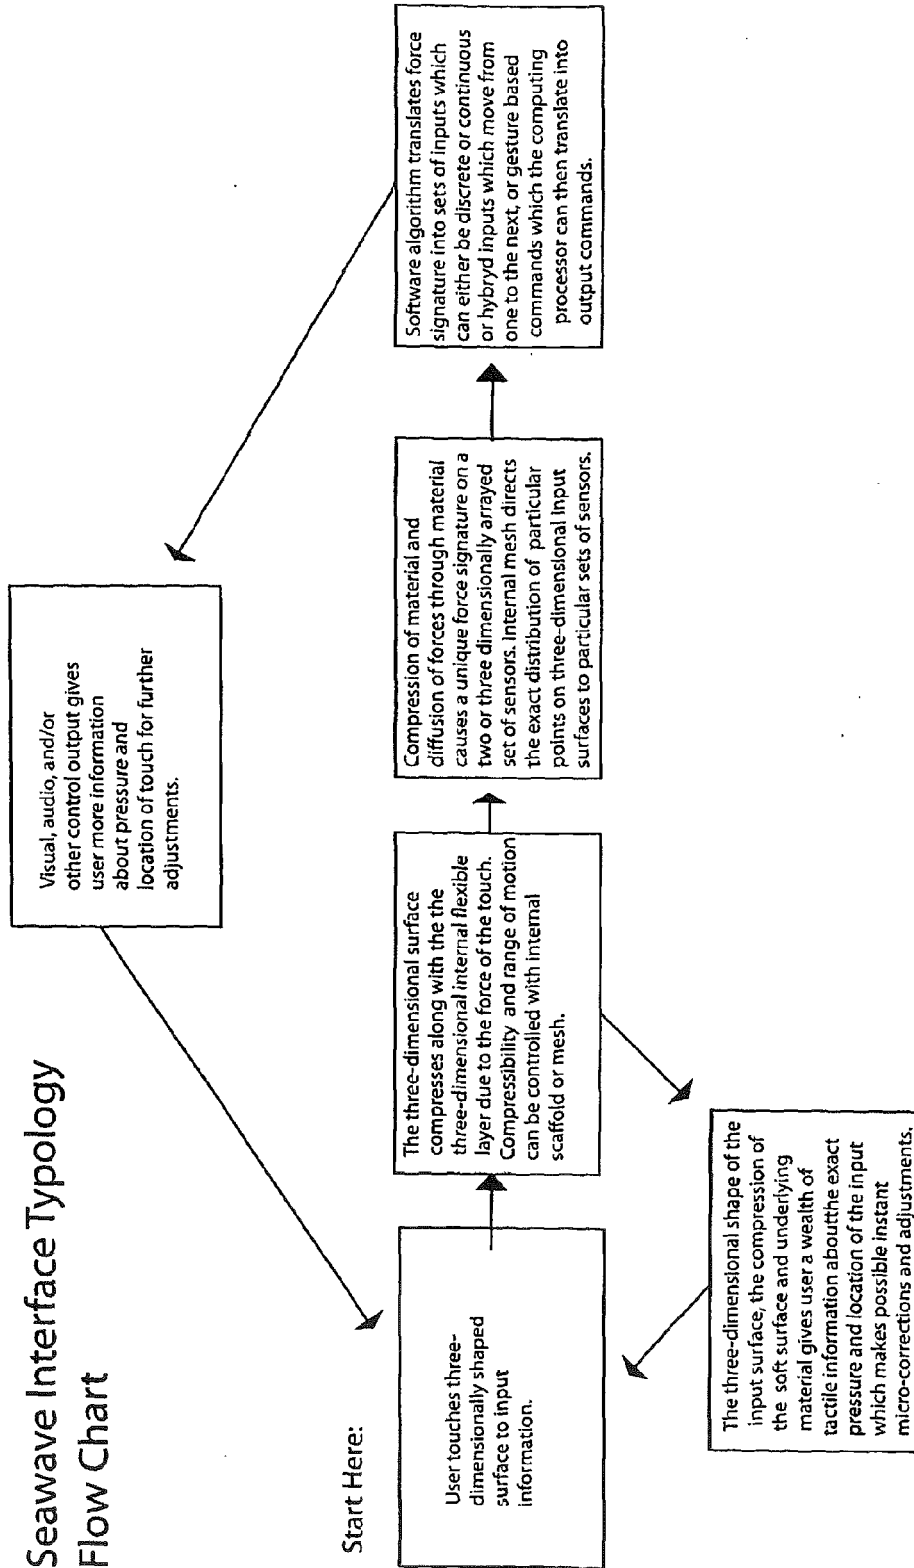 Seawave Interface Typology
Flow Chart
Start Here:
User touches three-
dimensionally shaped
surface to input
information.
The three-dimensional surface
compresses along with the the
three-dimensional internal flexible
layer due to the force of the touch.
Compressibility and range of motion
can be controlled with internal
scaffold or mesh.
Compression of material and
diffusion of forces through material
causes a unique force signature on a
two or three dimensionally arrayed
set of sensors. Internal mesh directs
the exact distribution of particular
points on three-dimensional input
surfaces to particular sets of sensors.
Software algorithm translates force
signature into sets of inputs which
can either be discrete or continuous
or hybryd inputs which move from
one to the next, or gesture based
commands which the computing
processor can then translate into
output commands.
Visual, audio, and/or
other control output gives
user more information
about pressure and
location of touch for further
adjustments.
The three-dimensional shape of the
input surface, the compression of
the soft surface and underlying
material gives user a wealth of
tactile information aboutthe exact
pressure and location of the input
which makes possible instant
micro-corrections and adjustments.